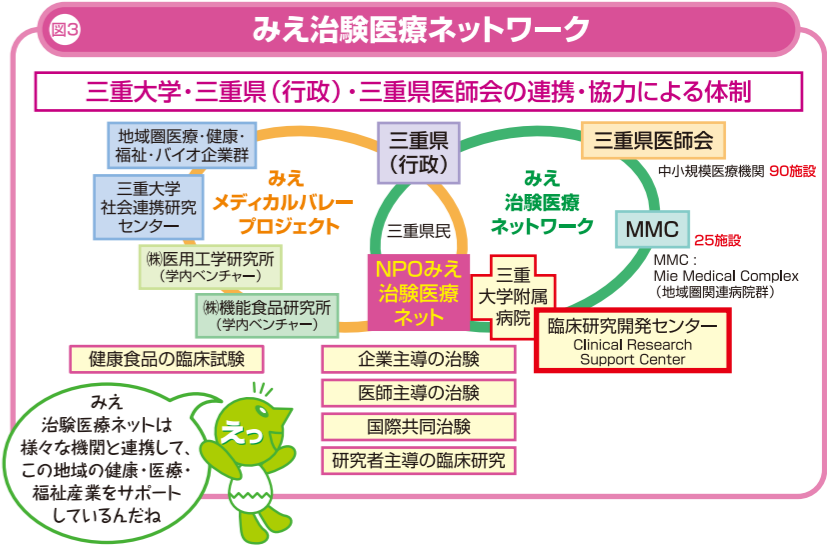 図3
みえ治験医療ネットワーク
三重大学・三重県（行政）・三重県医師会の連携・協力による体制
地域圏医療・健康・
福祉・バイオ企業群
三重県
（行政）
三重県医師会
中小規模医療機関 90施設
三重大学
社会連携研究
センター
みえ
メディカルバレー
プロジェクト
みえ
治験医療
ネットワーク
三重県民
MMC
25施設
MMC：
Mie Medical Complex
（地域圏関連病院群）
㈱医用工学研究所
（学内ベンチャー）
㈱機能食品研究所
（学内ベンチャー）
NPOみえ
治験医療
ネット
三重
大学附属
病院
臨床研究開発センター
Clinical Research
Support Center
健康食品の臨床試験
企業主導の治験
医師主導の治験
国際共同治験
研究者主導の臨床研究
みえ
治験医療ネットは
様々な機関と連携して、
この地域の健康・医療・
福祉産業をサポート
しているんだね
えっ